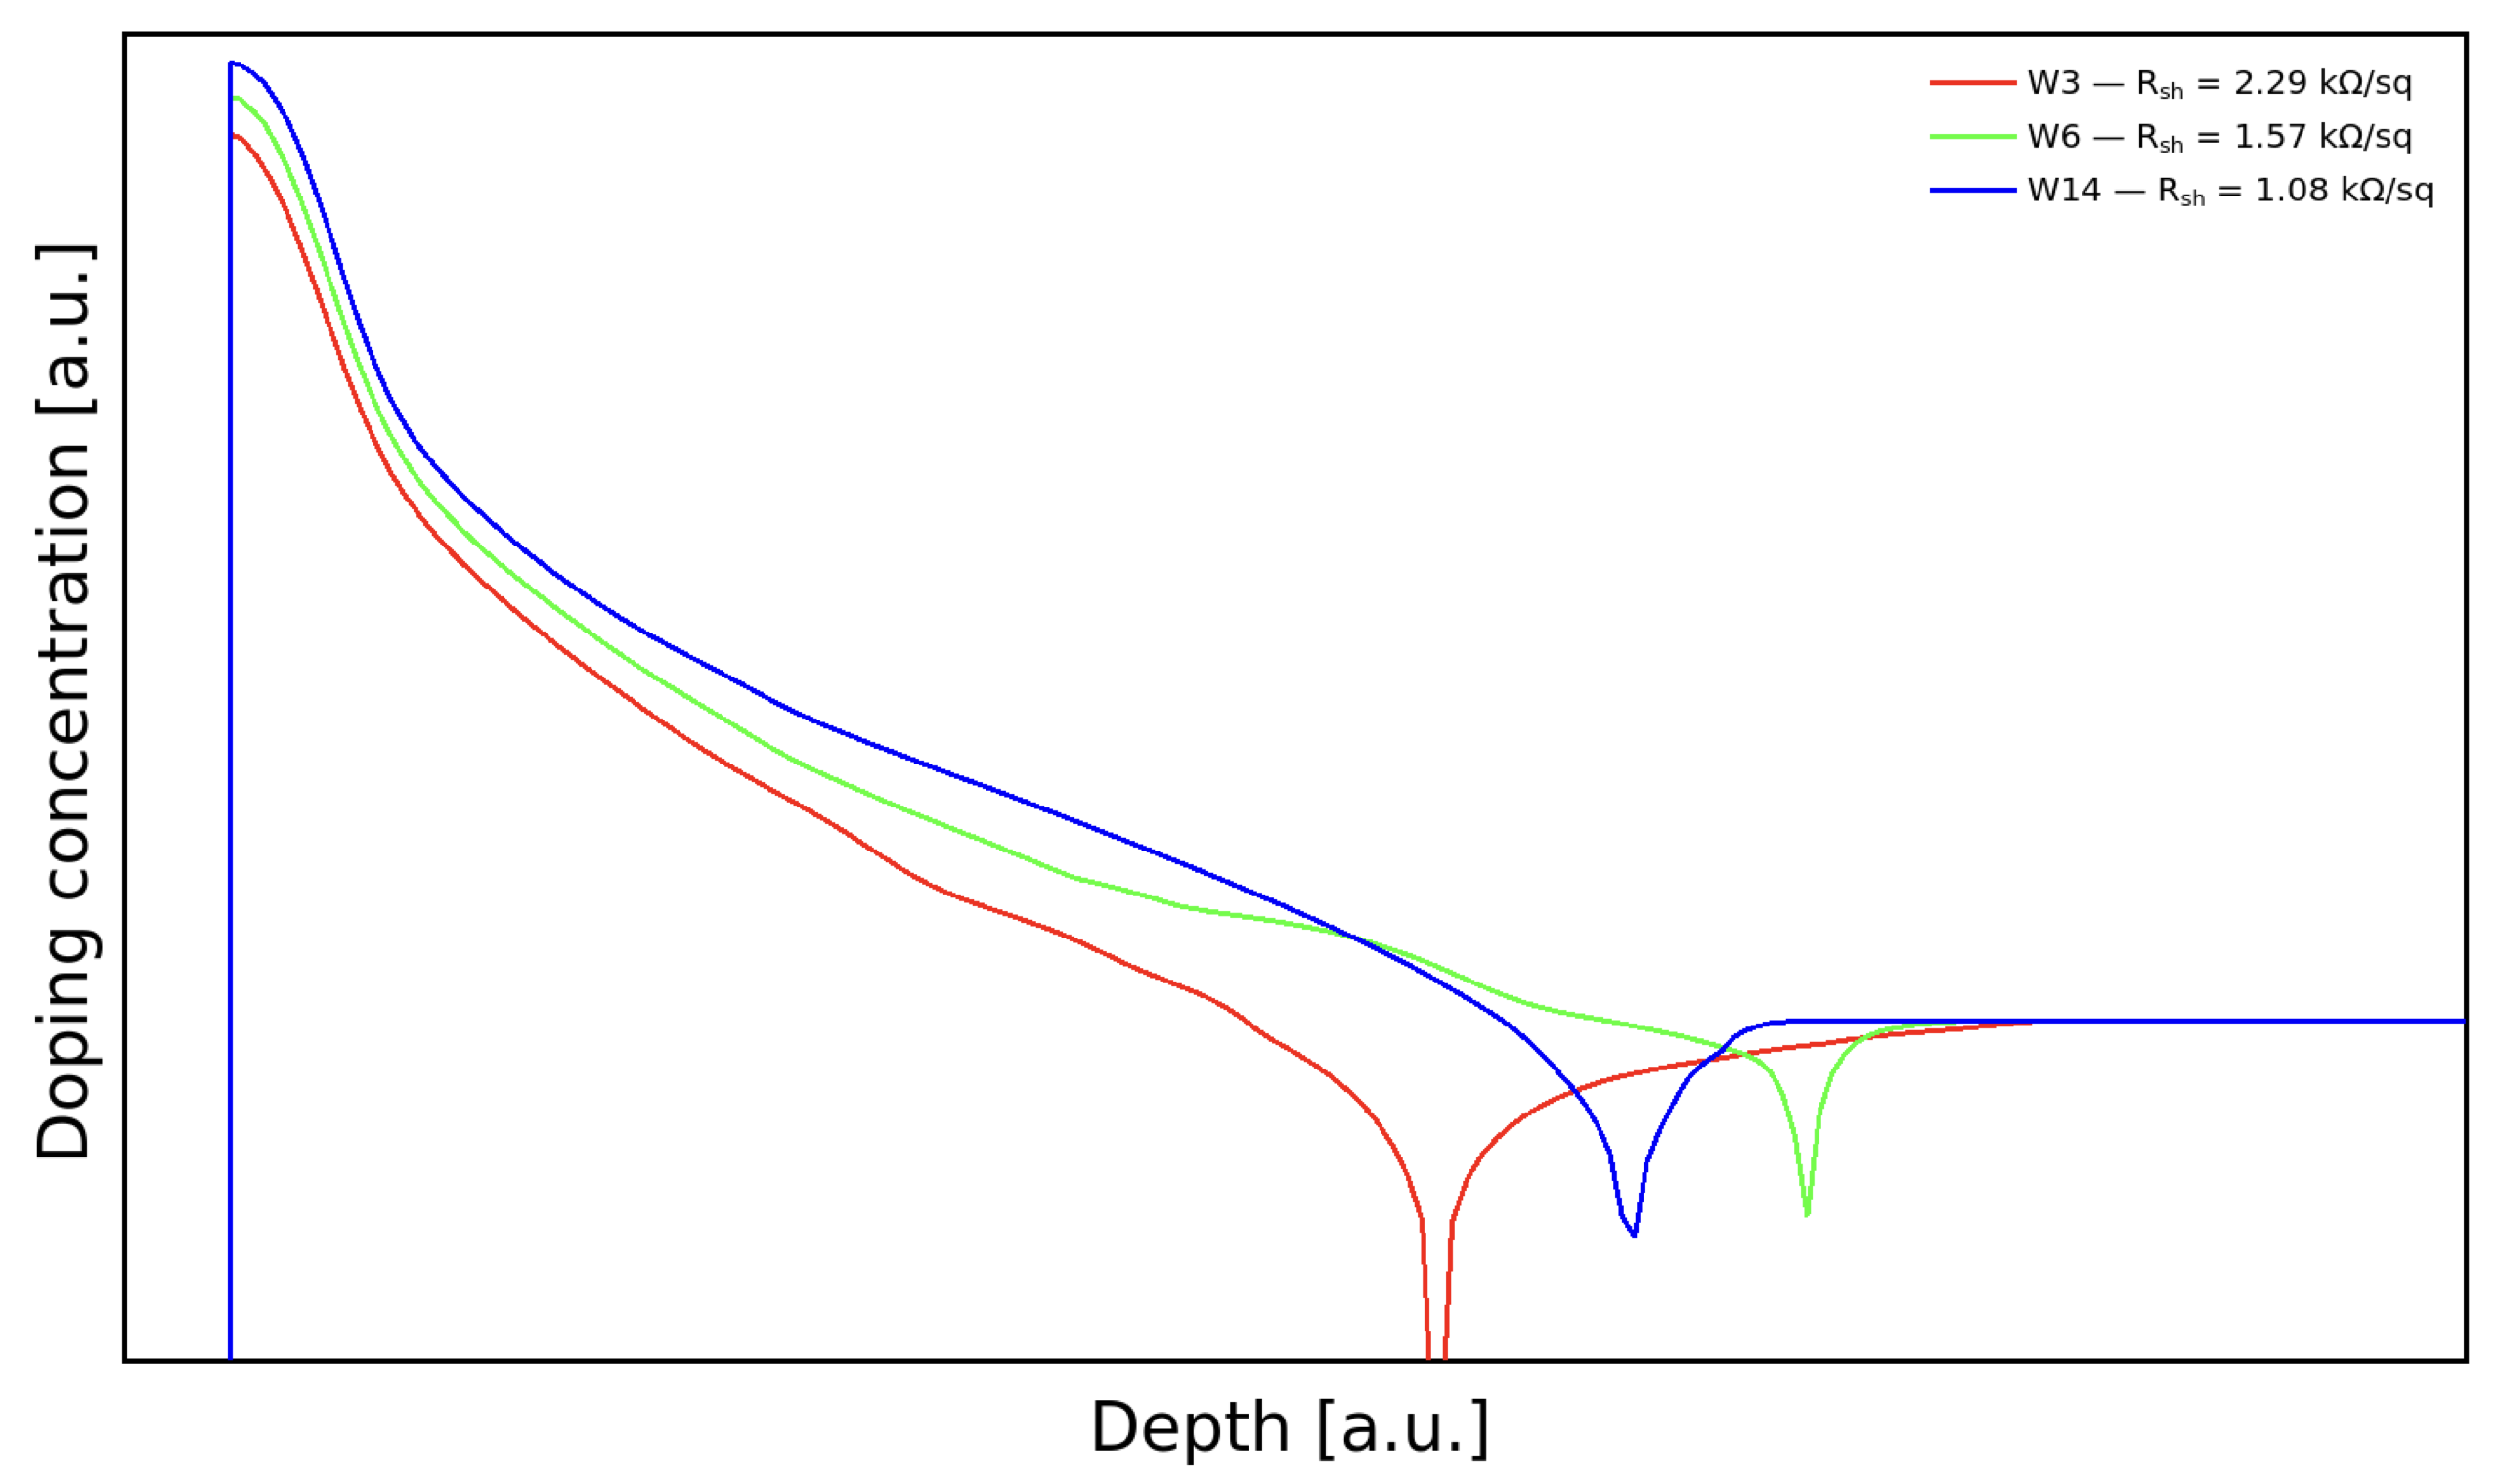 W3 — Rsh = 2.29 kΩ/sq
W6 — Rsh = 1.57 kΩ/sq
W14 — Rsh = 1.08 kΩ/sq
Doping concentration [a.u.]
Depth [a.u.]